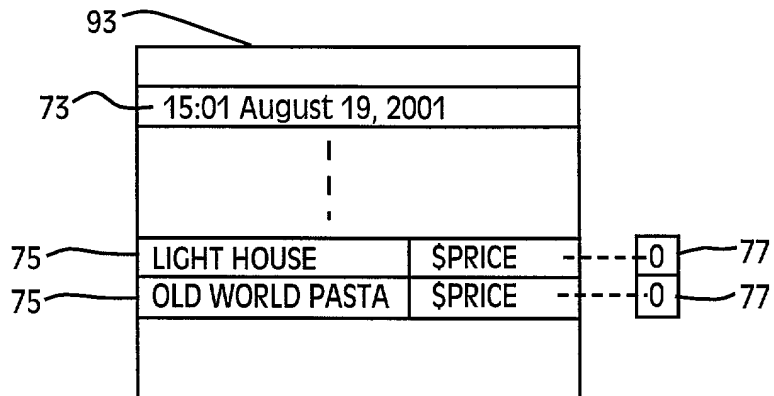 93
73 15:01 August 19, 2001
75 LIGHT HOUSE $PRICE 0 77
75 OLD WORLD PASTA $PRICE 0 77